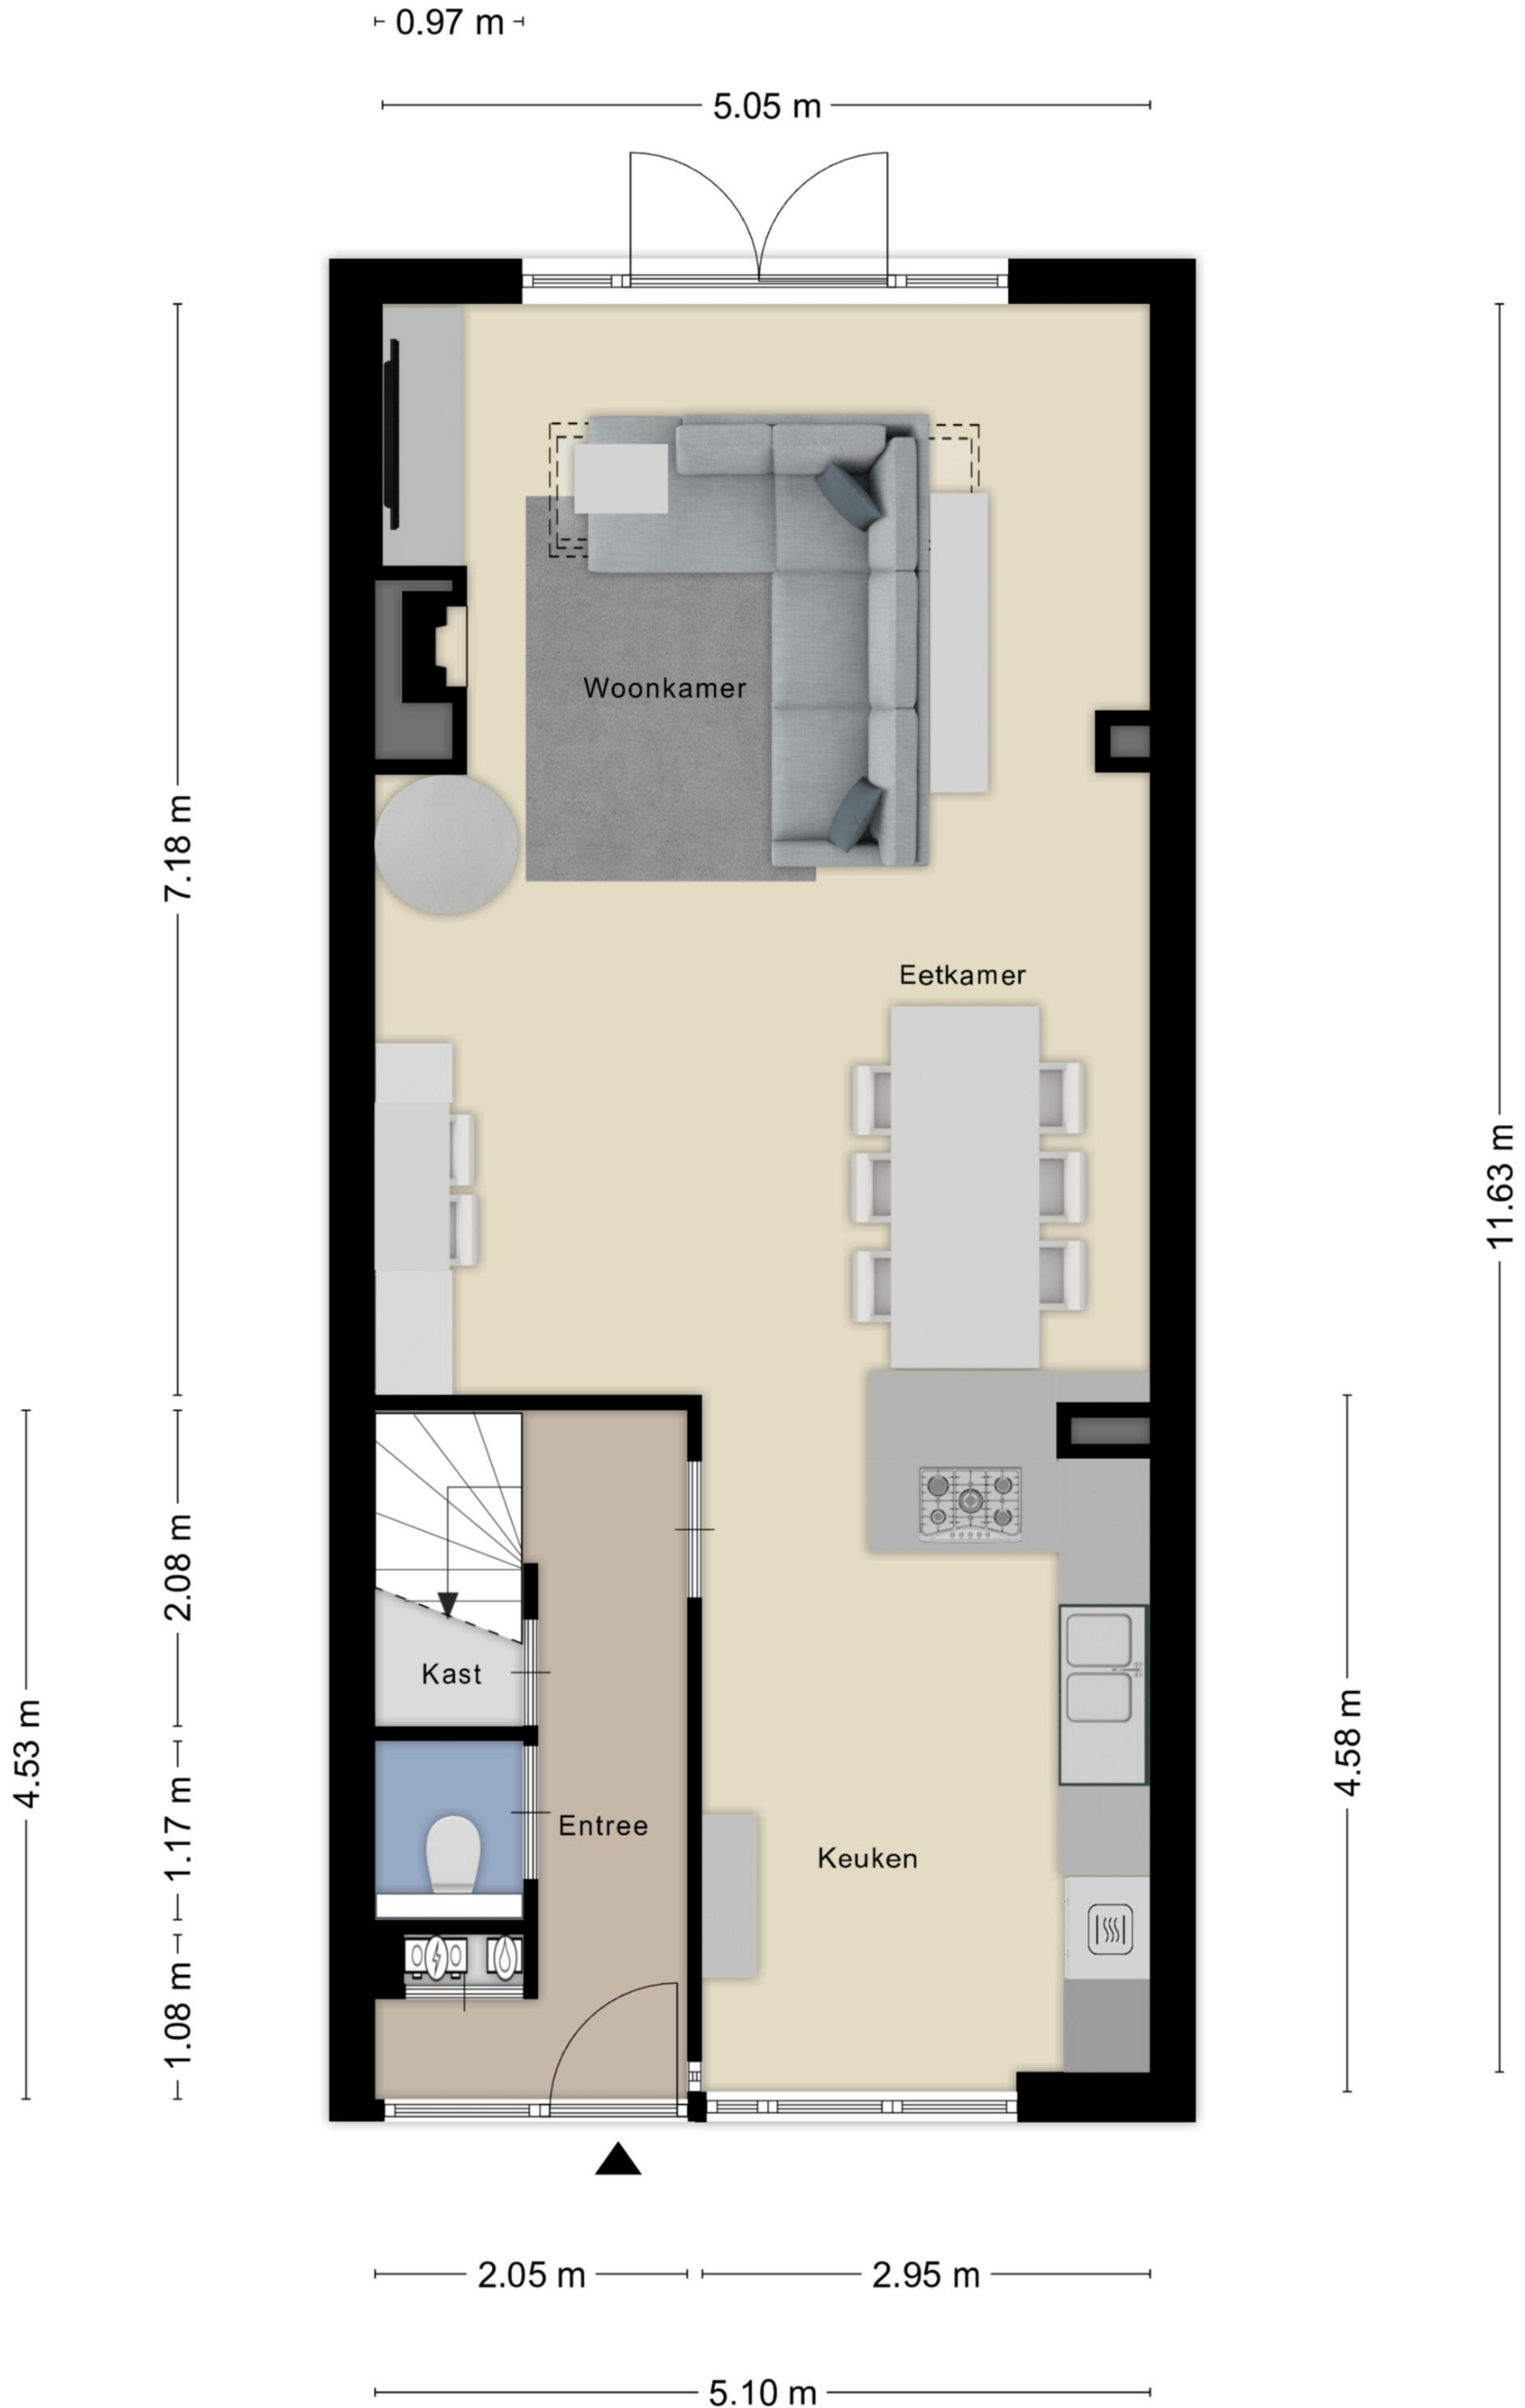 0.97 m
5.05 m
7.18 m
Woonkamer
Eetkamer
11.63 m
2.08 m
Kast
4.53 m
4.58 m
1.17 m
Entree
Keuken
1.08 m
2.05 m
2.95 m
5.10 m